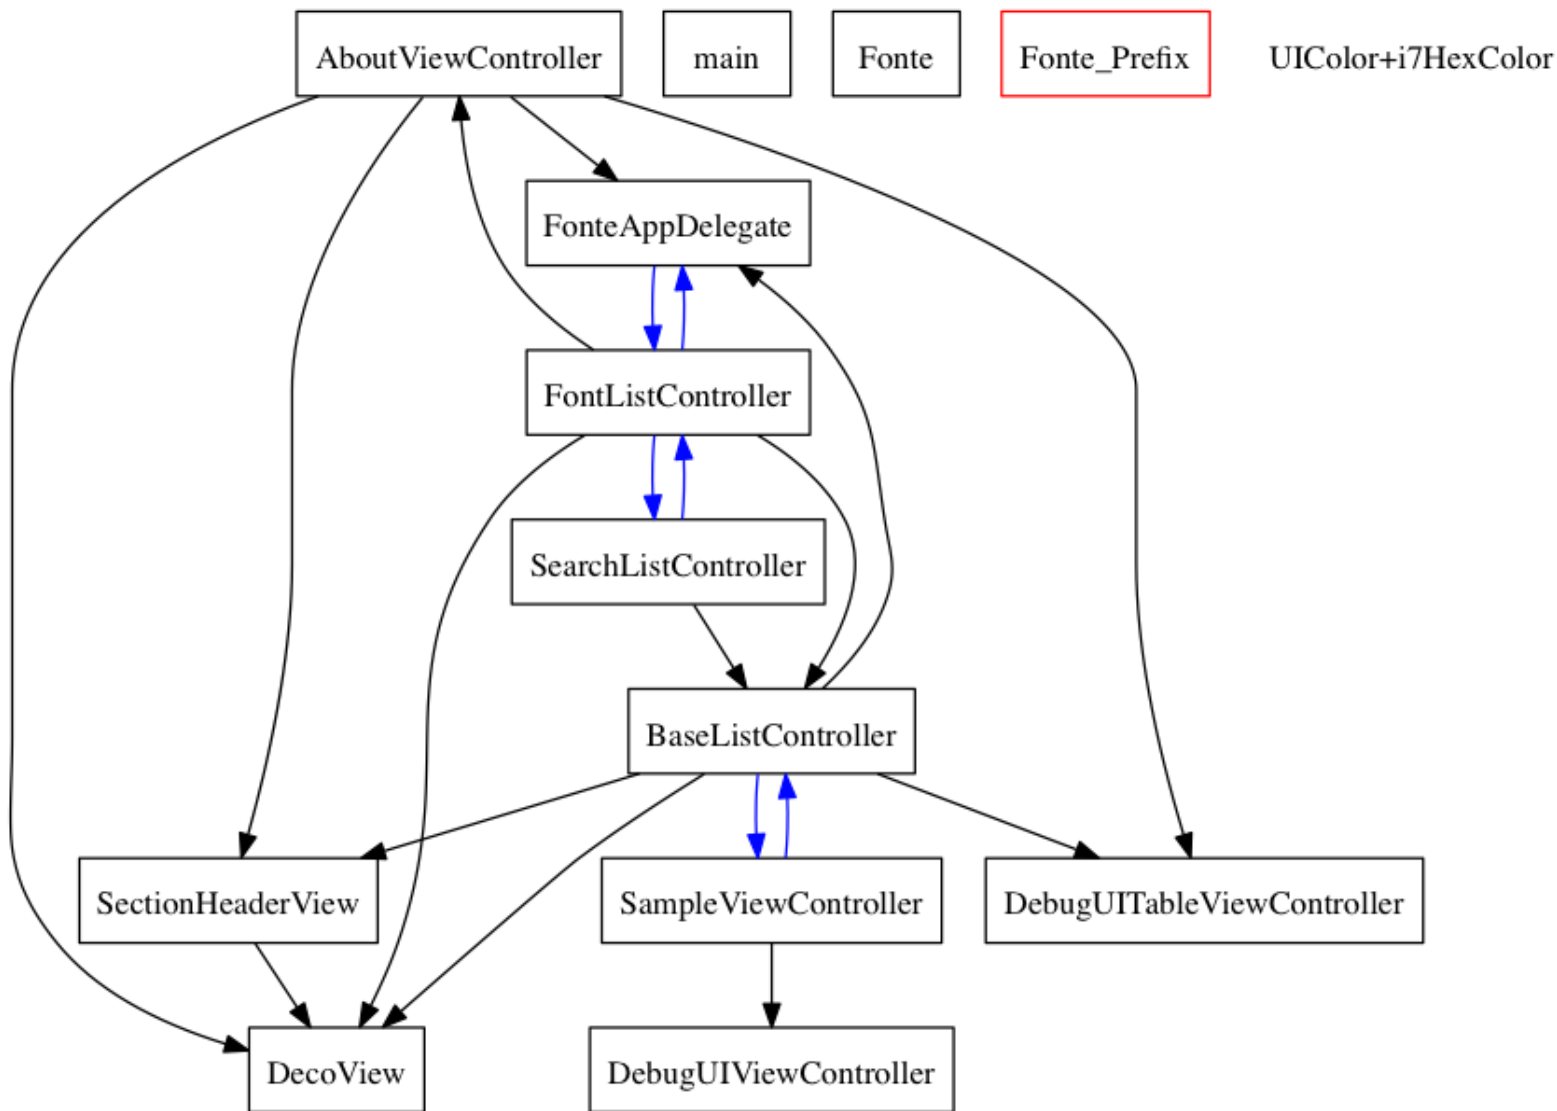 AboutViewController
main
Fonte
Fonte_Prefix
UIColor+i7HexColor
FonteAppDelegate
FontListController
SearchListController
BaseListController
SectionHeaderView
SampleViewController
DebugUITableViewController
DecoView
DebugUIViewController